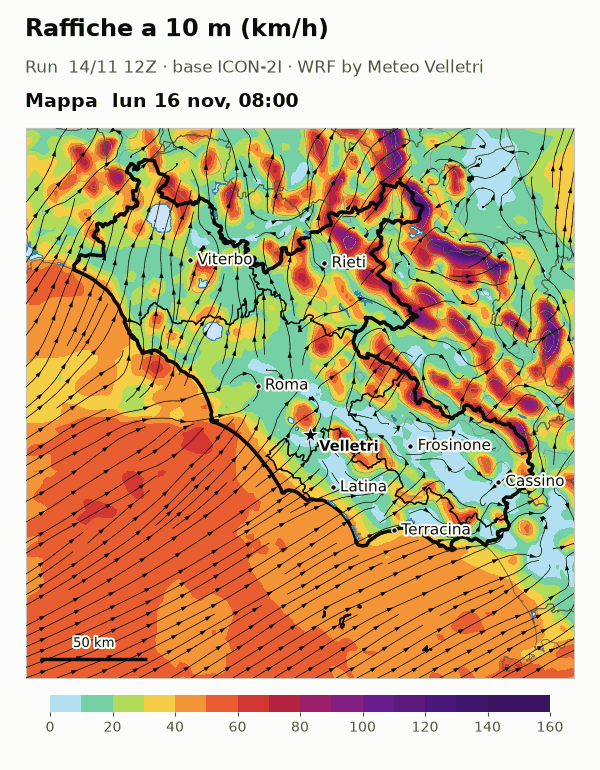 Raffiche a 10 m (km/h)
Run 14/11 12Z · base ICON-2I · WRF by Meteo Velletri
Mappa lun 16 nov, 08:00
Viterbo
Rieti
Roma
Velletri
Frosinone
Latina
Cassino
Terracina
50 km
0 20 40 60 80 100 120 140 160